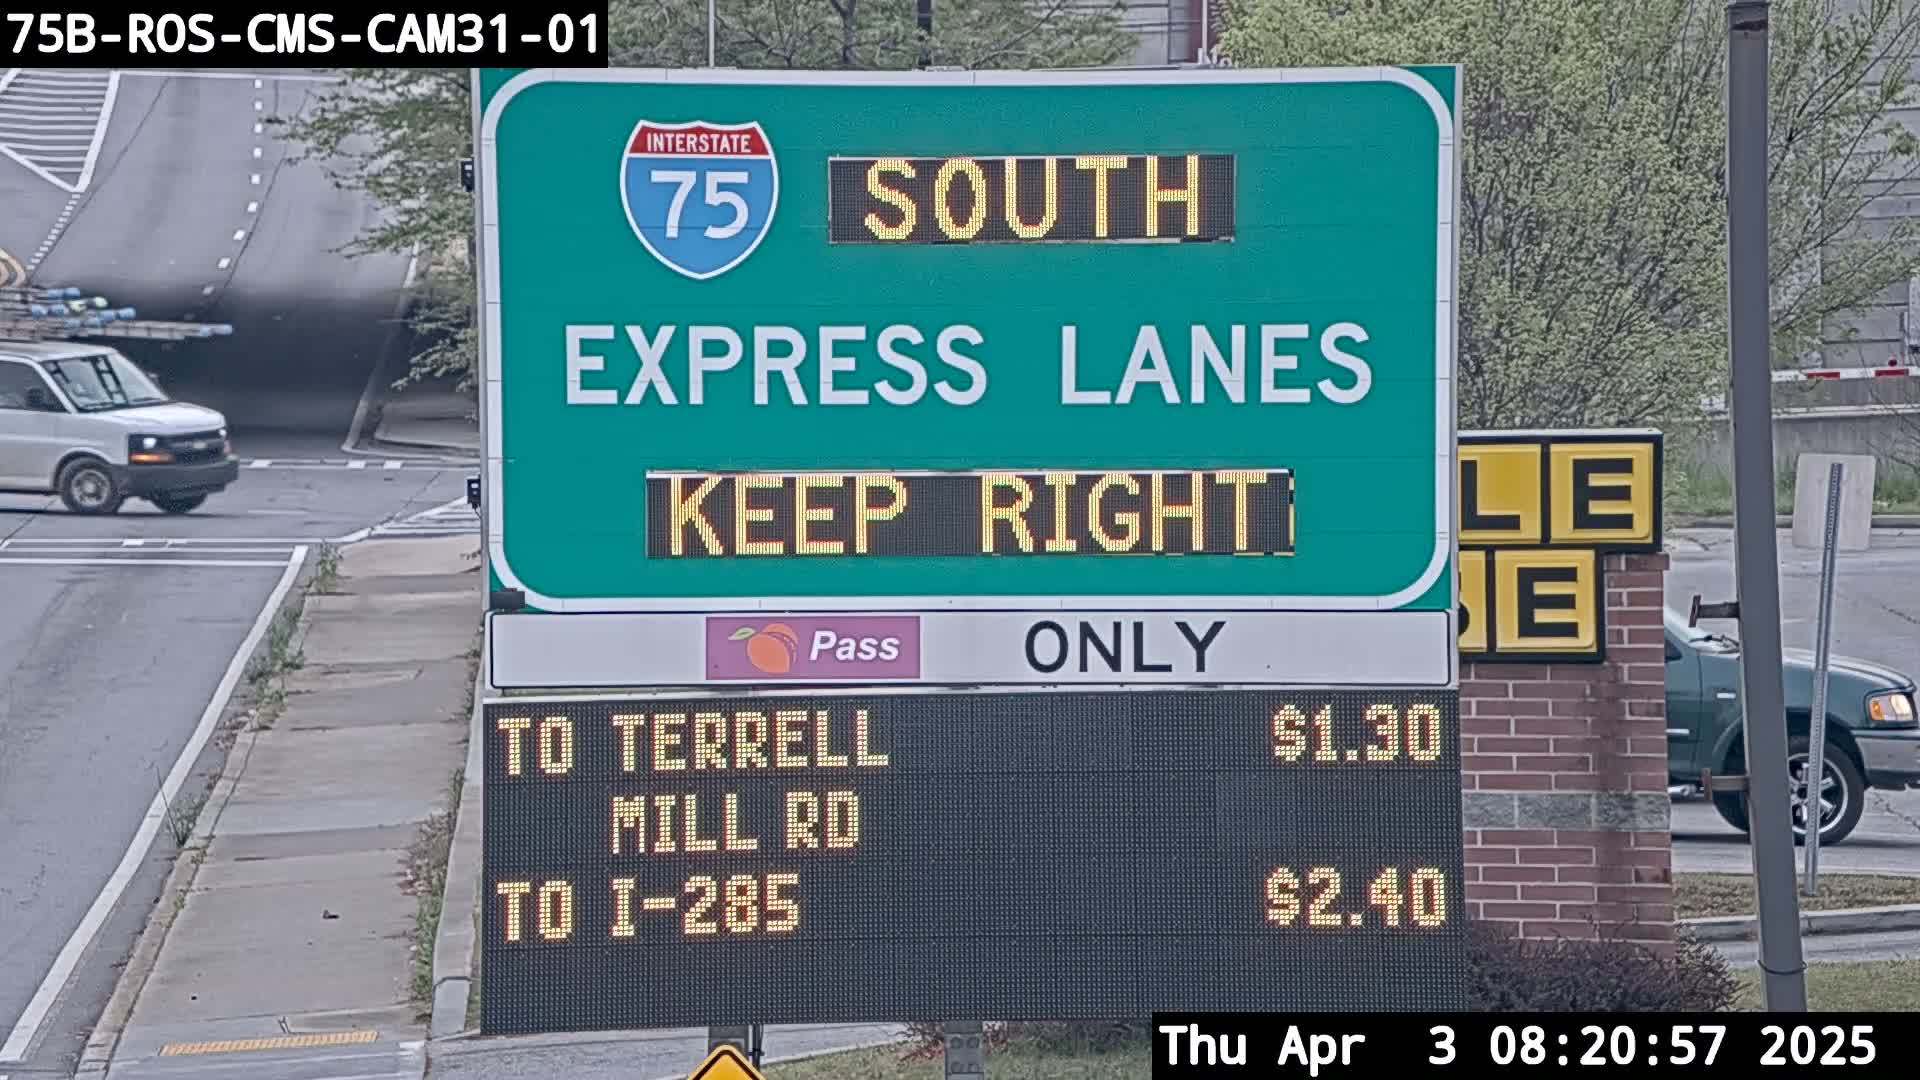 75B-ROS-CMS-CAM31-01
INTERSTATE
75
SOUTH
EXPRESS LANES
KEEP RIGHT
Pass ONLY
TO TERRELL $1.30
MILL RD
TO I-285 $2.40
LE
E
Thu Apr 3 08:20:57 2025